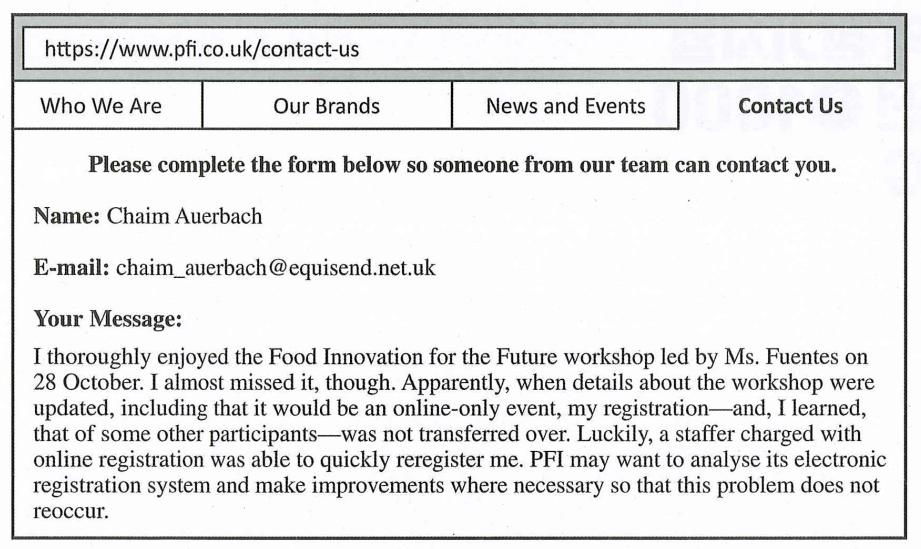 https://www.pfi.co.uk/contact-us
Who We Are Our Brands News and Events Contact Us
Please complete the form below so someone from our team can contact you.
Name: Chaim Auerbach
E-mail: chaim_auerbach@equisend.net.uk
Your Message:
I thoroughly enjoyed the Food Innovation for the Future workshop led by Ms. Fuentes on
28 October. I almost missed it, though. Apparently, when details about the workshop were
updated, including that it would be an online-only event, my registration—and, I learned,
that of some other participants—was not transferred over. Luckily, a staffer charged with
online registration was able to quickly reregister me. PFI may want to analyse its electronic
registration system and make improvements where necessary so that this problem does not
reoccur.